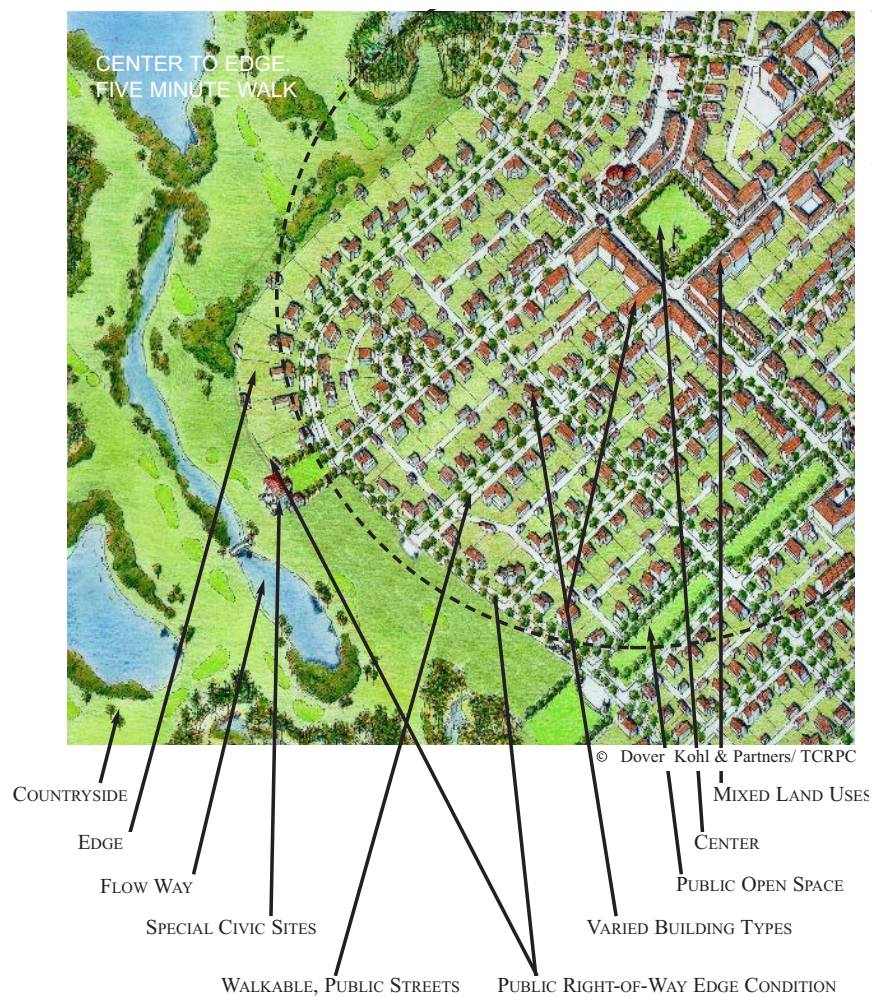 CENTER TO EDGE:
FIVE MINUTE WALK
© Dover Kohl & Partners/ TCRPC
COUNTRYSIDE
MIXED LAND USES
EDGE
CENTER
FLOW WAY
PUBLIC OPEN SPACE
SPECIAL CIVIC SITES
VARIED BUILDING TYPES
WALKABLE, PUBLIC STREETS
PUBLIC RIGHT-OF-WAY EDGE CONDITION